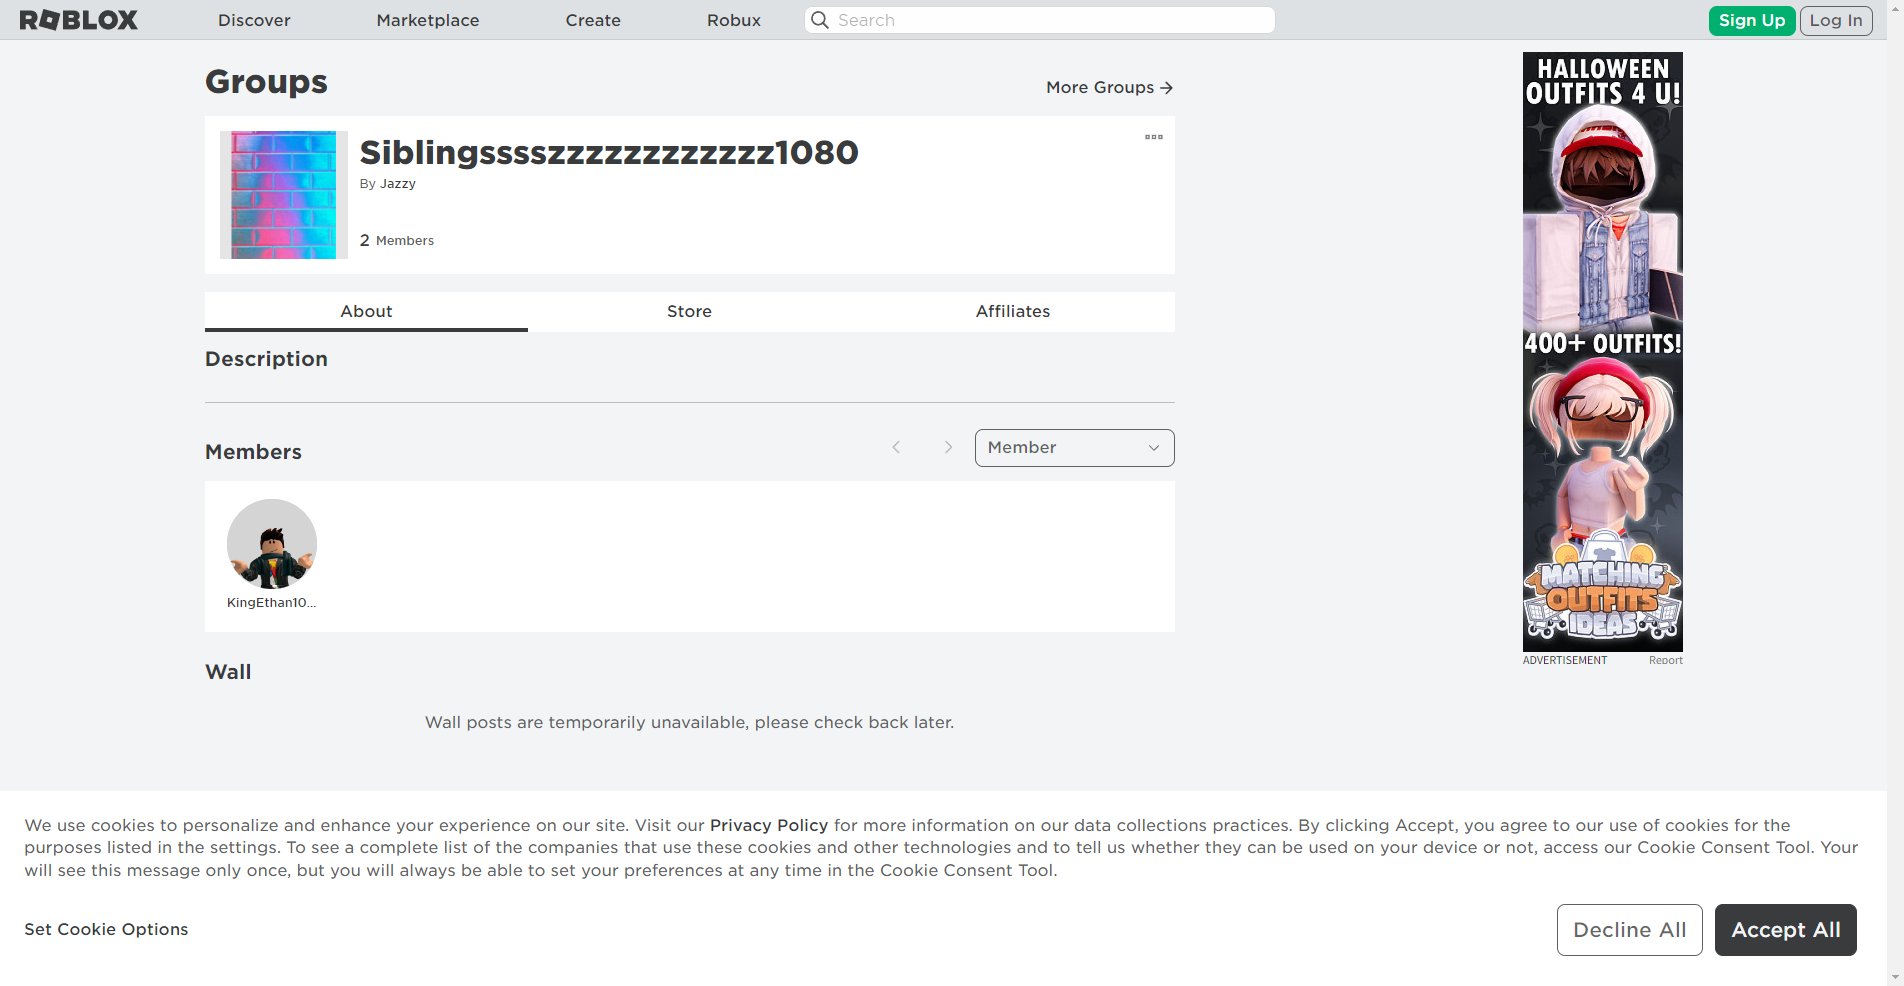 ROBLOX Discover Marketplace Create Robux Search Sign Up Log In
Groups
More Groups
Siblingsssszzzzzzzzzzzz1080
By Jazzy
2 Members
About Store Affiliates
Description
Members
Member
KingEthan10...
Wall
Wall posts are temporarily unavailable, please check back later.
HALLOWEEN
OUTFITS 4 U!
400+ OUTFITS!
MATCHING
OUTFITS
IDEAS
ADVERTISEMENT Report
We use cookies to personalize and enhance your experience on our site. Visit our Privacy Policy for more information on our data collections practices. By clicking Accept, you agree to our use of cookies for the
purposes listed in the settings. To see a complete list of the companies that use these cookies and other technologies and to tell us whether they can be used on your device or not, access our Cookie Consent Tool. Your
will see this message only once, but you will always be able to set your preferences at any time in the Cookie Consent Tool.
Set Cookie Options
Decline All
Accept All